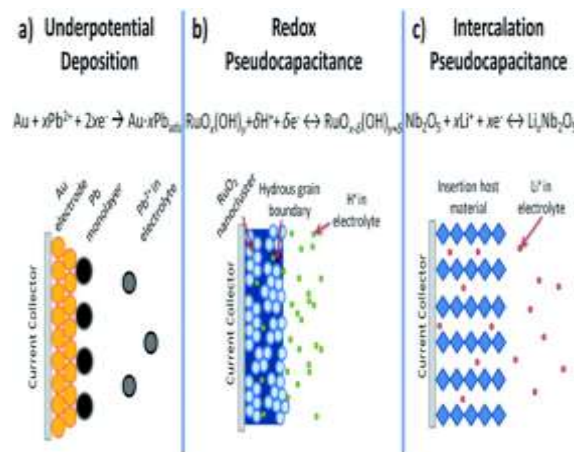 a) Underpotential
Deposition
Au + xPb²⁺ + 2xe⁻ → Au·xPb_ads
Au
electrode
Pb
monolayer
Pb²⁺ in
electrolyte
Current Collector
b) Redox
Pseudocapacitance
RuOₓ(OH)ᵧ+δH⁺+ δe⁻ ↔ RuOₓ₋δ(OH)ᵧ₊δ
RuO₂
nanocluster
Hydrous grain
boundary
H⁺ in
electrolyte
Current Collector
c) Intercalation
Pseudocapacitance
Nb₂O₅ + xLi⁺ + xe⁻ ↔ LiₓNb₂O₅
Insertion host
material
Li⁺ in
electrolyte
Current Collector